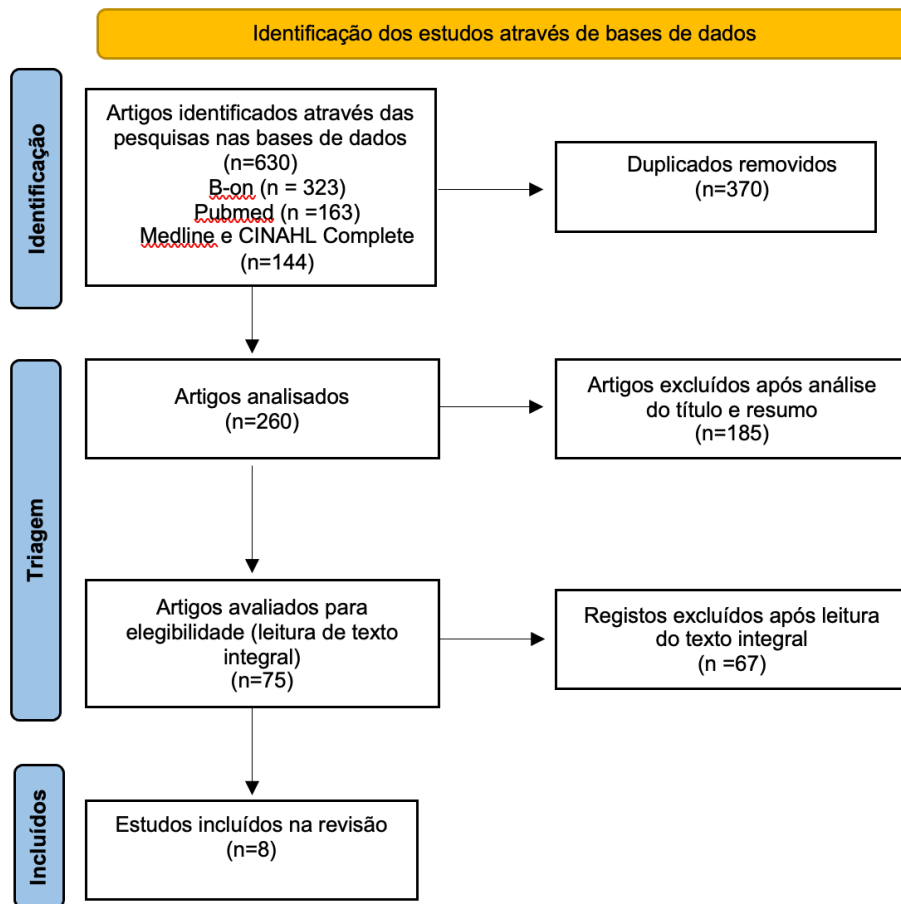 Identificação dos estudos através de bases de dados
Identificação
Artigos identificados através das
pesquisas nas bases de dados
(n=630)
B-on (n = 323)
Pubmed (n =163)
Medline e CINAHL Complete
(n=144)
Duplicados removidos
(n=370)
Triagem
Artigos analisados
(n=260)
Artigos excluídos após análise
do título e resumo
(n=185)
Artigos avaliados para
elegibilidade (leitura de texto
integral)
(n=75)
Registos excluídos após leitura
do texto integral
(n =67)
Incluídos
Estudos incluídos na revisão
(n=8)